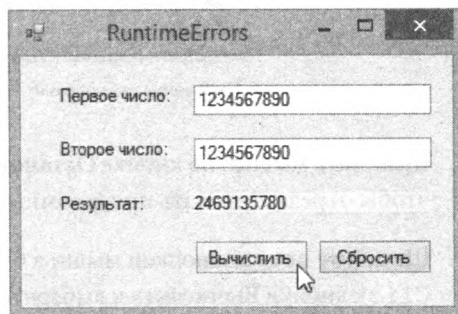 RuntimeErrors
Первое число: 1234567890
Второе число: 1234567890
Результат: 2469135780
Вычислить Сбросить